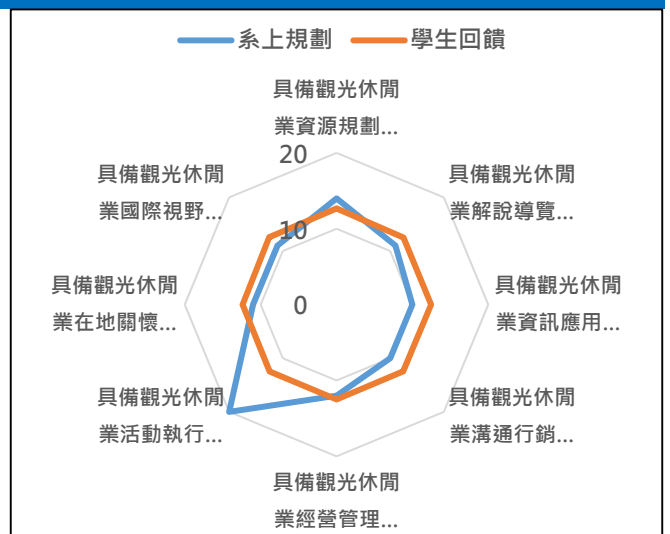 系上規劃 學生回饋
具備觀光休閒
業資源規劃...
具備觀光休閒
業解說導覽...
具備觀光休閒
業資訊應用...
具備觀光休閒
業溝通行銷...
具備觀光休閒
業經營管理...
具備觀光休閒
業活動執行...
具備觀光休閒
業在地關懷...
具備觀光休閒
業國際視野...
20
10
0